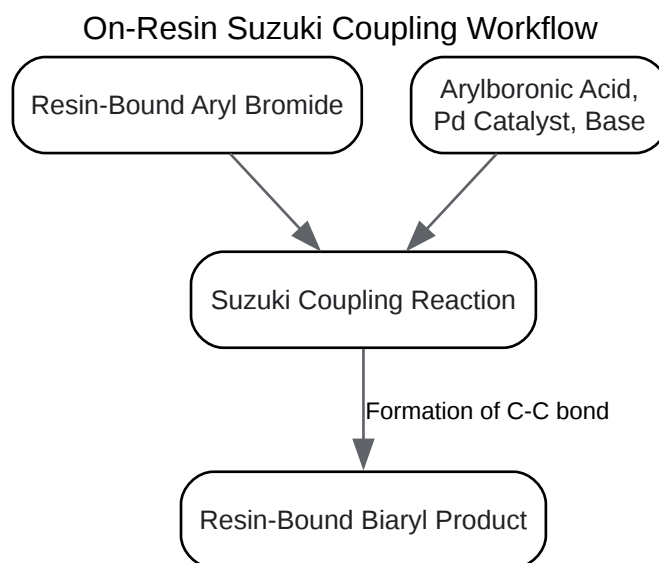 On-Resin Suzuki Coupling Workflow
Resin-Bound Aryl Bromide
Arylboronic Acid,
Pd Catalyst, Base
Suzuki Coupling Reaction
Formation of C-C bond
Resin-Bound Biaryl Product